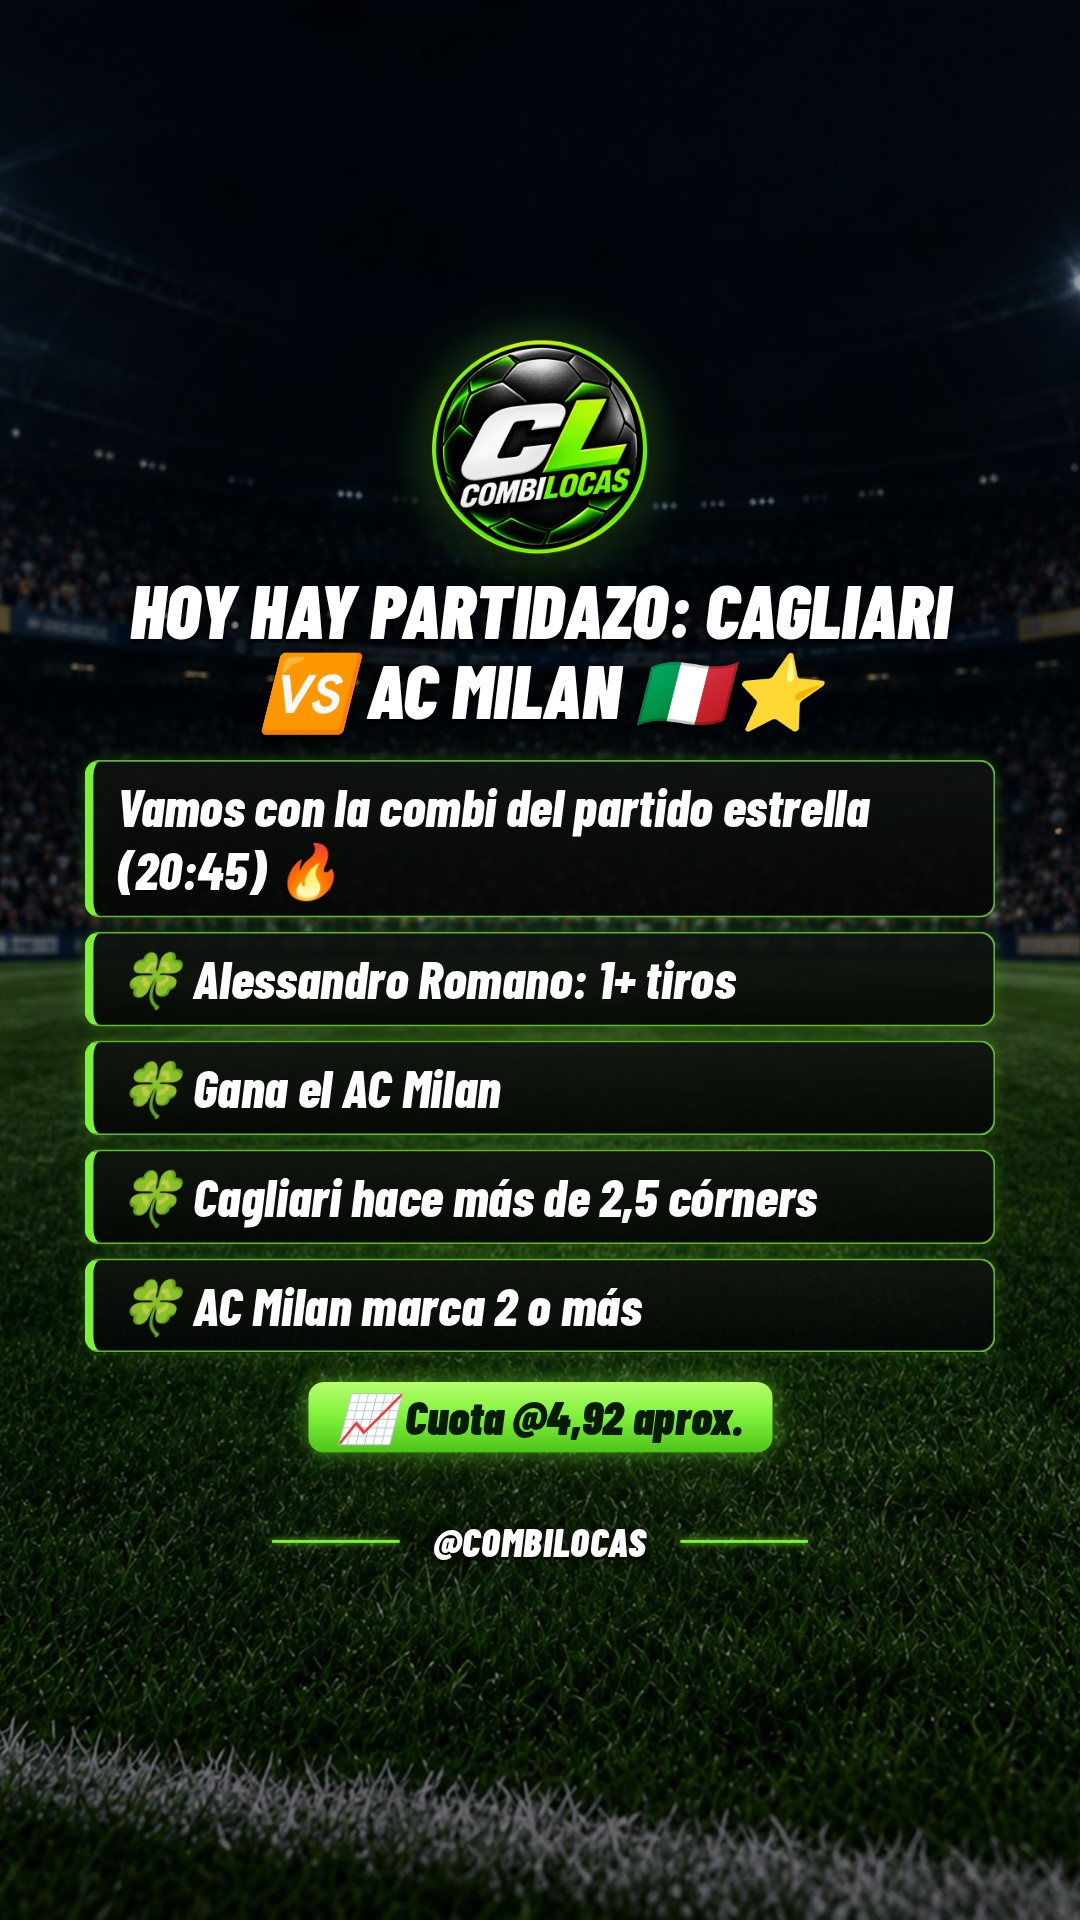 CL
COMBILOCAS
HOY HAY PARTIDAZO: CAGLIARI
🆚 AC MILAN 🇮🇹⭐
Vamos con la combi del partido estrella
(20:45) 🔥
🍀 Alessandro Romano: 1+ tiros
🍀 Gana el AC Milan
🍀 Cagliari hace más de 2,5 córners
🍀 AC Milan marca 2 o más
📈 Cuota @4,92 aprox.
@COMBILOCAS